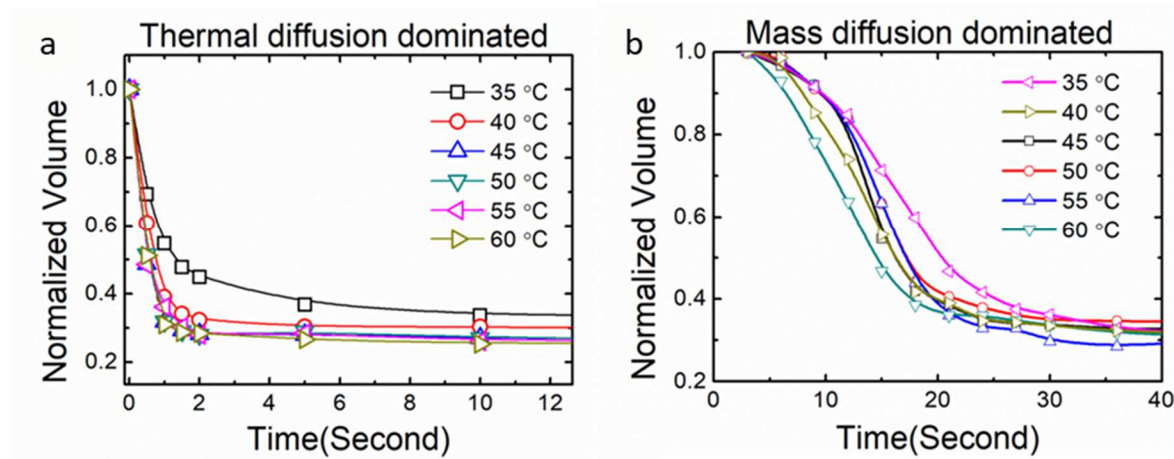 a
Thermal diffusion dominated
Normalized Volume
1.0
0.8
0.6
0.4
0.2
35 °C
40 °C
45 °C
50 °C
55 °C
60 °C
0 2 4 6 8 10 12
Time(Second)
b
Mass diffusion dominated
Normalized Volume
1.0
0.8
0.6
0.4
0.2
35 °C
40 °C
45 °C
50 °C
55 °C
60 °C
0 10 20 30 40
Time(Second)